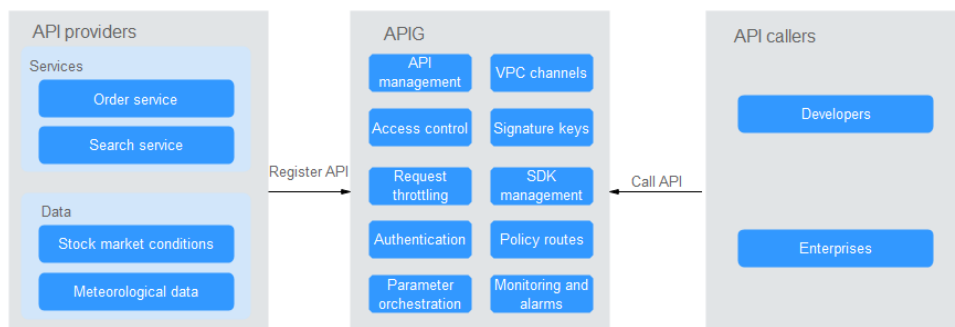 API providers
Services
Order service
Search service
Data
Stock market conditions
Meteorological data
Register API
APIG
API
management
VPC channels
Access control
Signature keys
Request
throttling
SDK
management
Authentication
Policy routes
Parameter
orchestration
Monitoring and
alarms
Call API
API callers
Developers
Enterprises